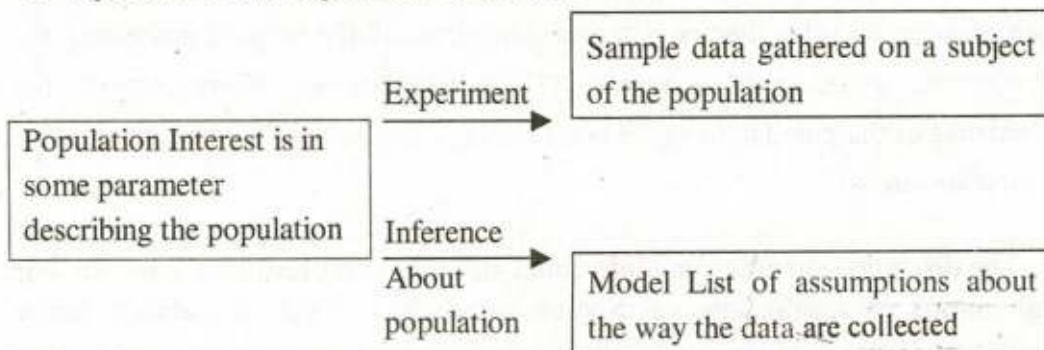 Sample data gathered on a subject
of the population
Experiment
Population Interest is in
some parameter
describing the population
Inference
About
population
Model List of assumptions about
the way the data are collected